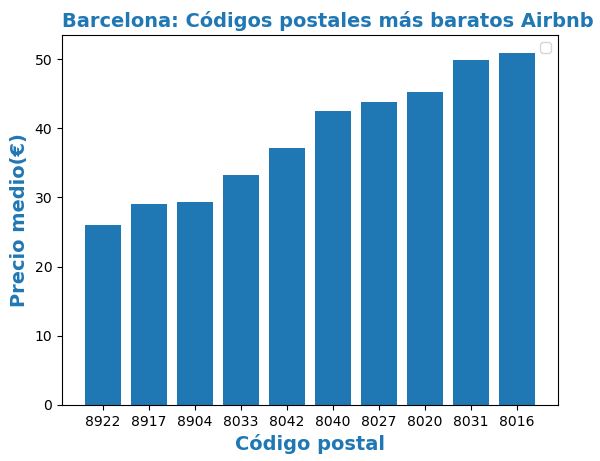 Barcelona: Códigos postales más baratos Airbnb
50
40
30
20
10
0
Precio medio(€)
8922 8917 8904 8033 8042 8040 8027 8020 8031 8016
Código postal